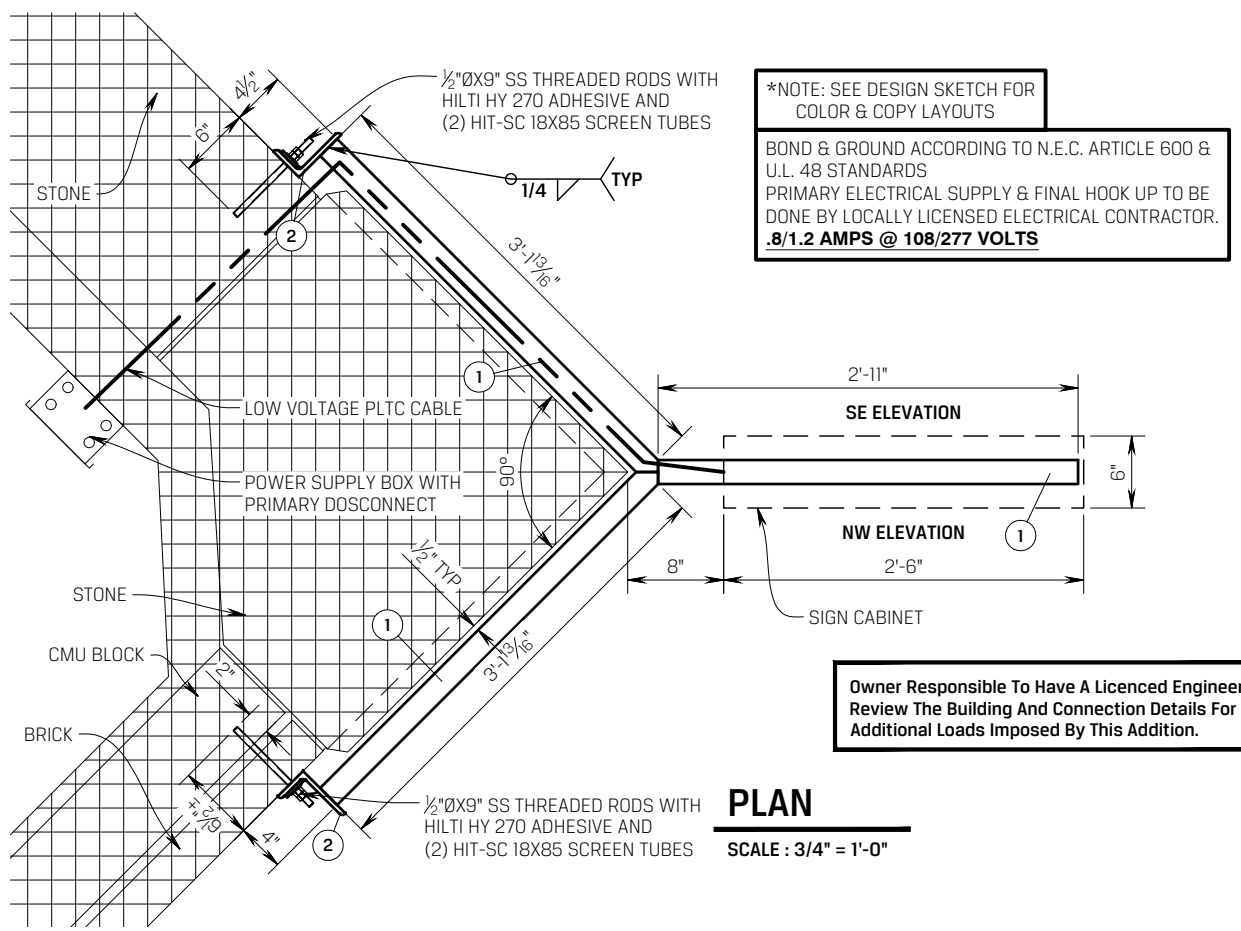 4½"
6"
STONE
½"ØX9" SS THREADED RODS WITH
HILTI HY 270 ADHESIVE AND
(2) HIT-SC 18X85 SCREEN TUBES
1/4
TYP
2
*NOTE: SEE DESIGN SKETCH FOR
COLOR & COPY LAYOUTS
BOND & GROUND ACCORDING TO N.E.C. ARTICLE 600 &
U.L. 48 STANDARDS
PRIMARY ELECTRICAL SUPPLY & FINAL HOOK UP TO BE
DONE BY LOCALLY LICENSED ELECTRICAL CONTRACTOR.
.8/1.2 AMPS @ 108/277 VOLTS
3'-1¹³⁄₁₆"
1
LOW VOLTAGE PLTC CABLE
POWER SUPPLY BOX WITH
PRIMARY DOSCONNECT
90°
2'-11"
SE ELEVATION
6"
NW ELEVATION
1
8"
2'-6"
SIGN CABINET
½" TYP
STONE
1
3'-1¹³⁄₁₆"
CMU BLOCK
2"
BRICK
6½"±
4"
2
½"ØX9" SS THREADED RODS WITH
HILTI HY 270 ADHESIVE AND
(2) HIT-SC 18X85 SCREEN TUBES
Owner Responsible To Have A Licenced Engineer
Review The Building And Connection Details For
Additional Loads Imposed By This Addition.
PLAN
SCALE : 3/4" = 1'-0"